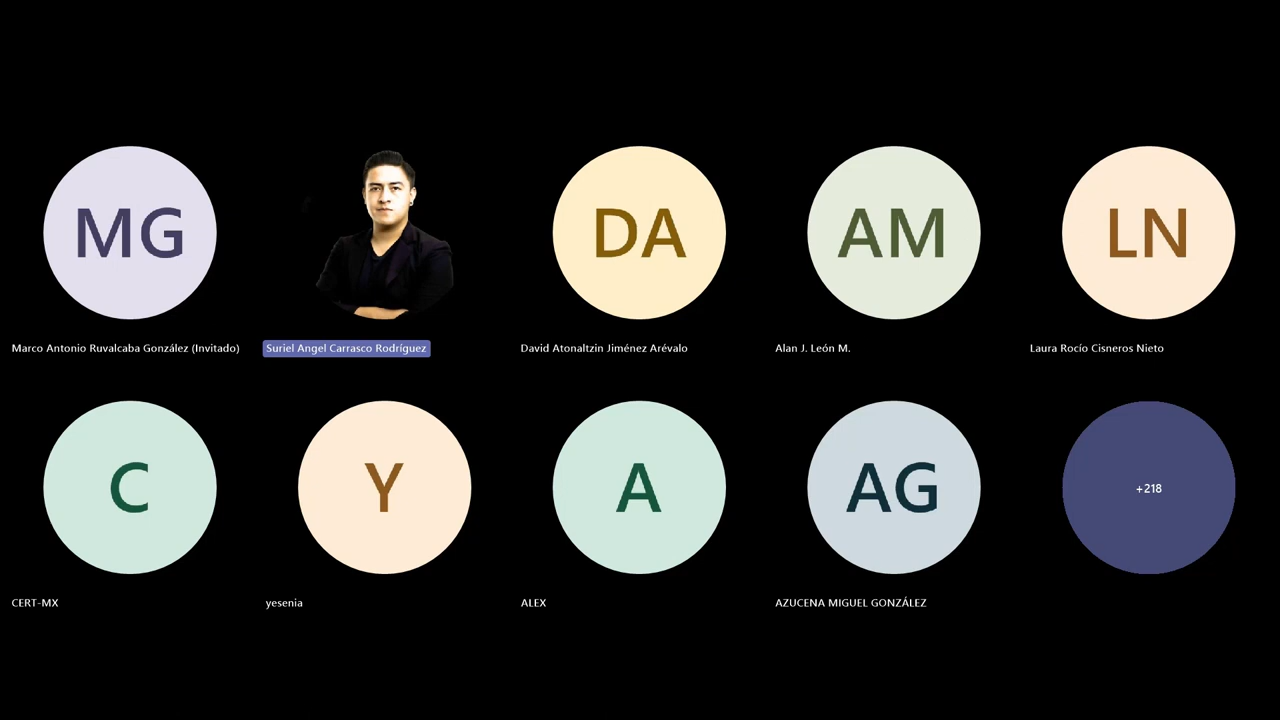 MG
DA
AM
LN
Marco Antonio Ruvalcaba González (Invitado)
Suriel Angel Carrasco Rodríguez
David Atonaltzin Jiménez Arévalo
Alan J. León M.
Laura Rocío Cisneros Nieto
C
Y
A
AG
+218
CERT-MX
yesenia
ALEX
AZUCENA MIGUEL GONZÁLEZ